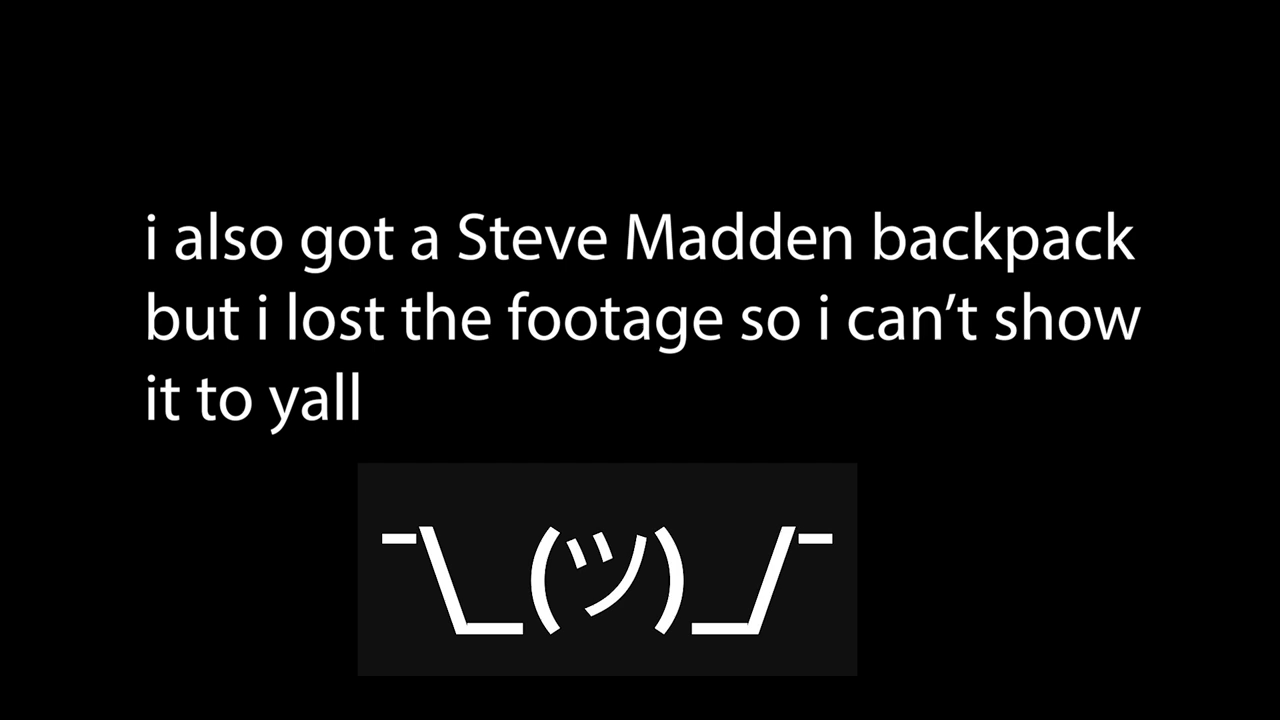 i also got a Steve Madden backpack
but i lost the footage so i can’t show
it to yall
¯\_(ツ)_/¯